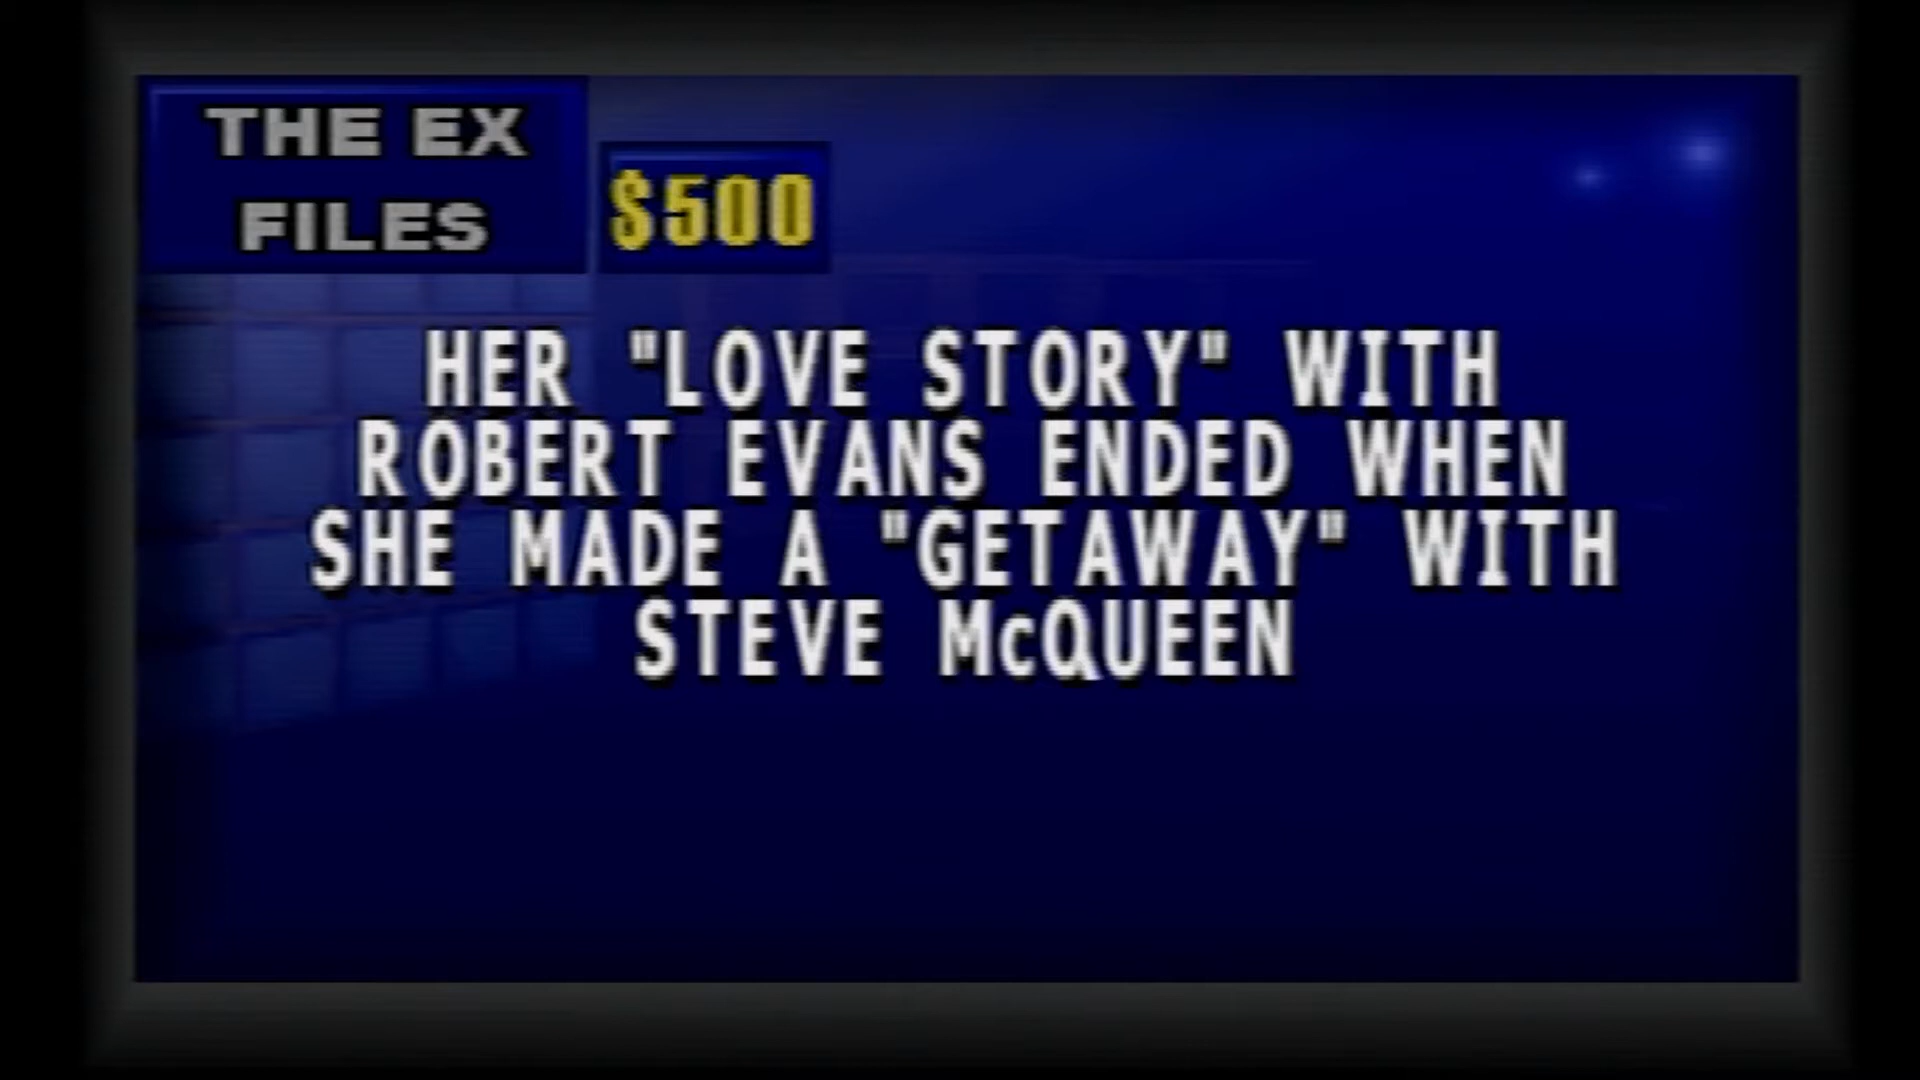 THE EX
FILES
$500
HER "LOVE STORY" WITH
ROBERT EVANS ENDED WHEN
SHE MADE A "GETAWAY" WITH
STEVE McQUEEN